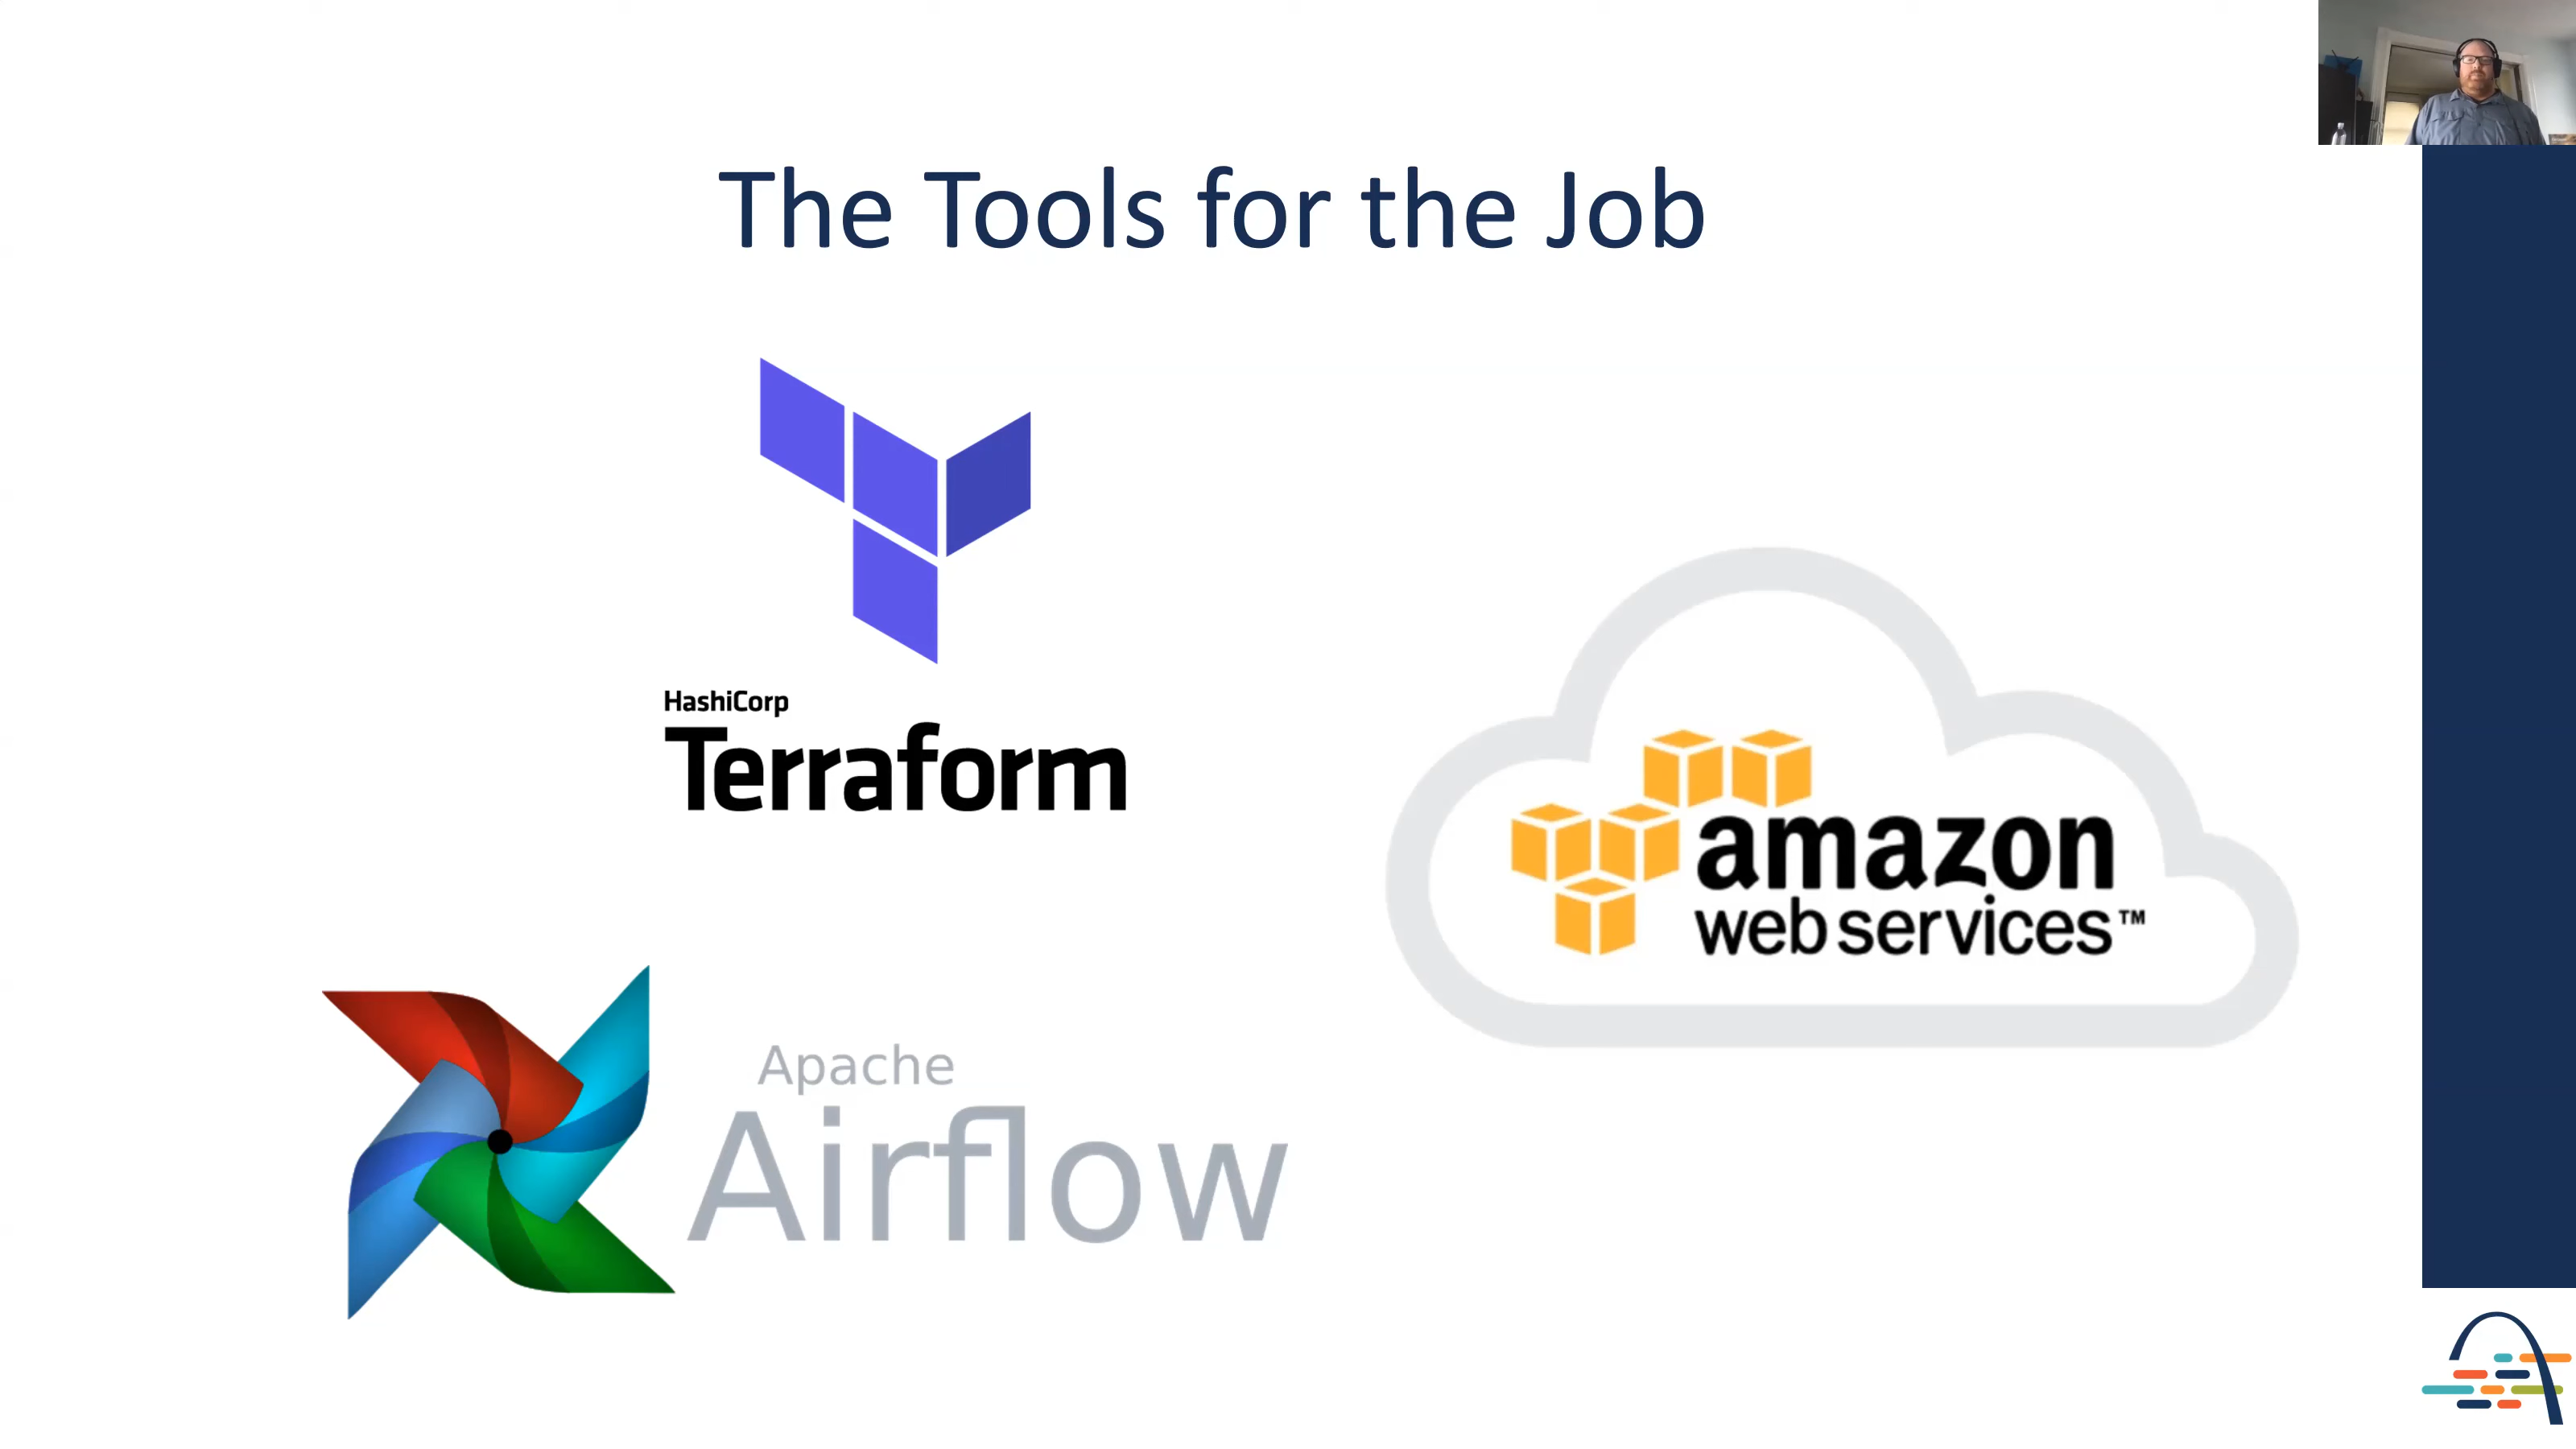 The Tools for the Job
HashiCorp
Terraform
amazon
web services™
Apache
Airflow